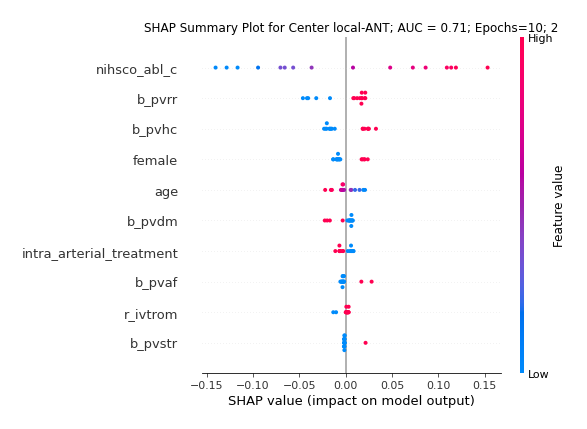 SHAP Summary Plot for Center local-ANT; AUC = 0.71; Epochs=10; 2
High
nihsco_abl_c
b_pvrr
b_pvhc
female
age
b_pvdm
intra_arterial_treatment
b_pvaf
r_ivtrom
b_pvstr
Feature value
Low
−0.15 −0.10 −0.05 0.00 0.05 0.10 0.15
SHAP value (impact on model output)